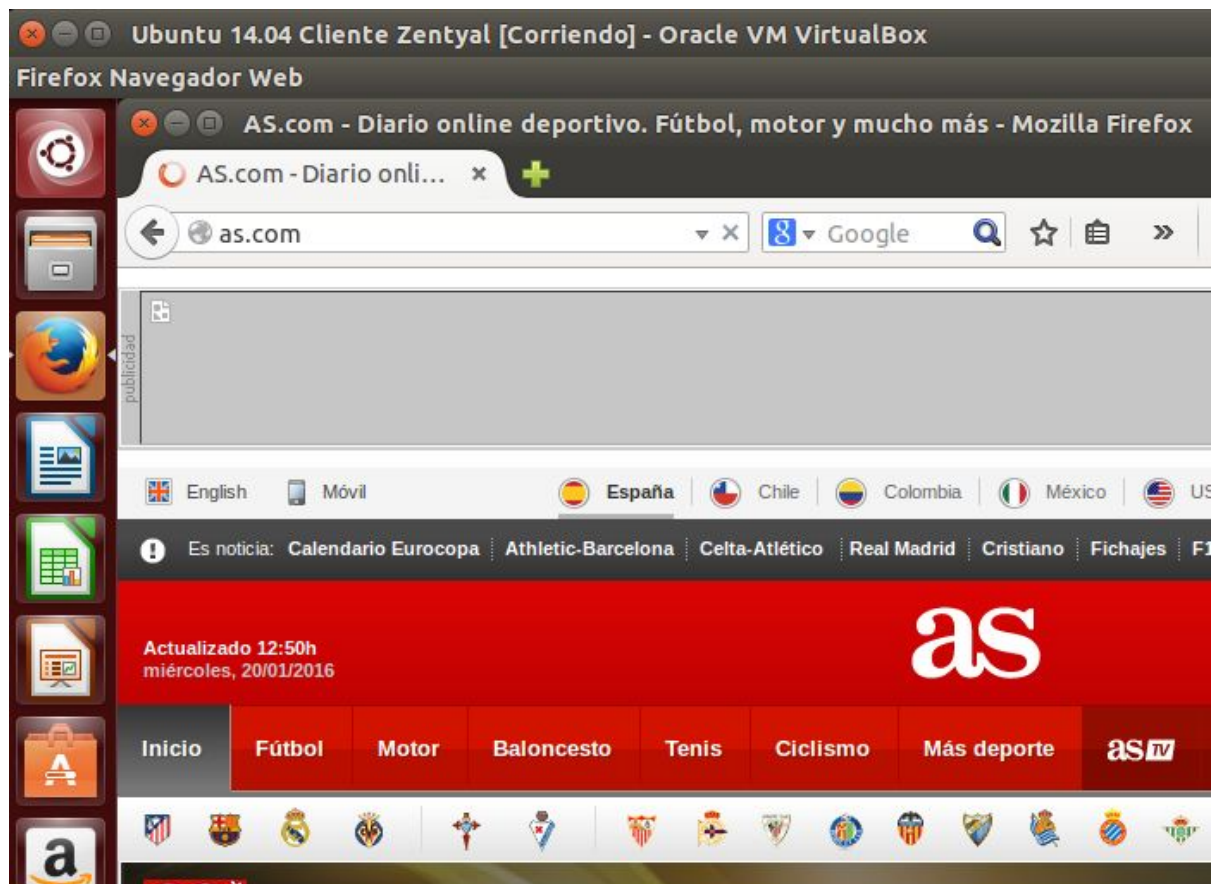 Ubuntu 14.04 Cliente Zentyal [Corriendo] - Oracle VM VirtualBox
Firefox Navegador Web
AS.com - Diario online deportivo. Fútbol, motor y mucho más - Mozilla Firefox
AS.com - Diario onli...
as.com
8 Google
publicidad
English Móvil España Chile Colombia México US
Es noticia: Calendario Eurocopa Athletic-Barcelona Celta-Atlético Real Madrid Cristiano Fichajes F1
as
Actualizado 12:50h
miércoles, 20/01/2016
Inicio Fútbol Motor Baloncesto Tenis Ciclismo Más deporte as TV
a